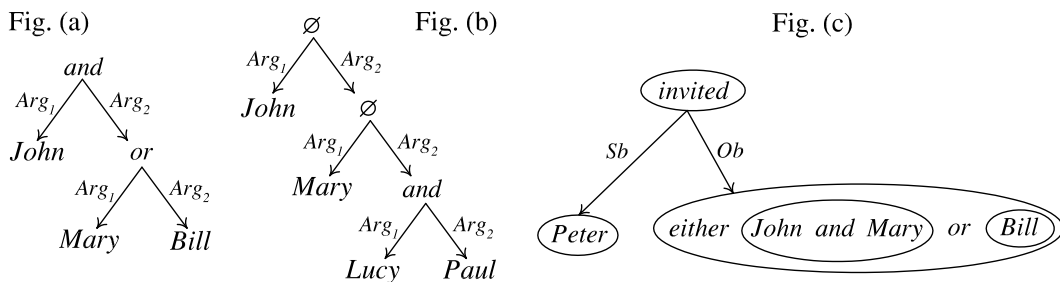 Fig. (a)
and
Arg₁ Arg₂
John or
Arg₁ Arg₂
Mary Bill
Fig. (b)
∅
Arg₁ Arg₂
John ∅
Arg₁ Arg₂
Mary and
Arg₁ Arg₂
Lucy Paul
Fig. (c)
invited
Sb Ob
Peter either John and Mary or Bill